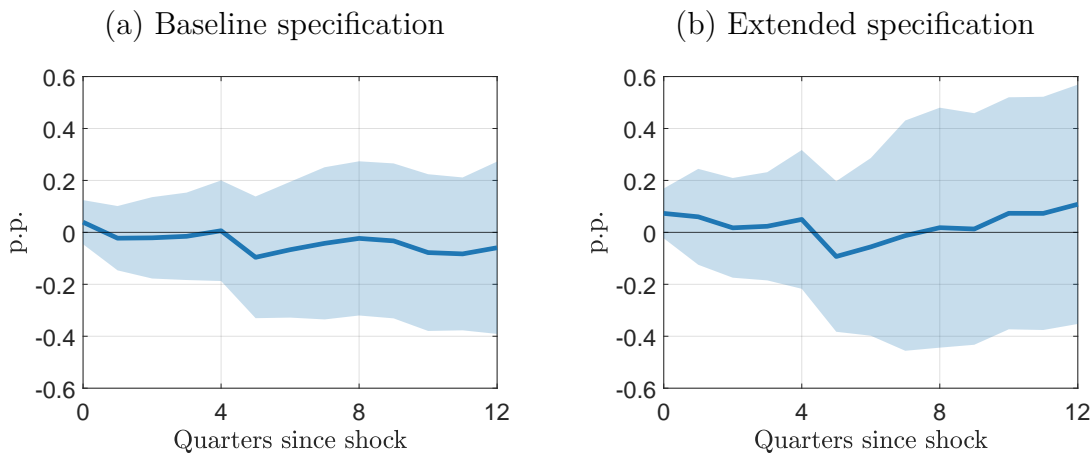 (a) Baseline specification
p.p.
0.6
0.4
0.2
0
-0.2
-0.4
-0.6
0 4 8 12
Quarters since shock
(b) Extended specification
p.p.
0.6
0.4
0.2
0
-0.2
-0.4
-0.6
0 4 8 12
Quarters since shock